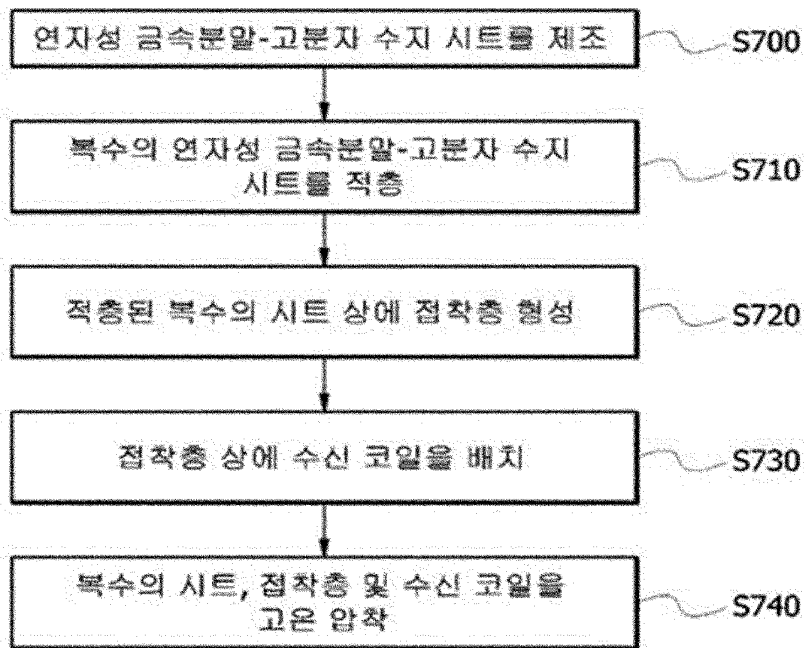 연자성 금속분말-고분자 수지 시트를 제조
S700
복수의 연자성 금속분말-고분자 수지
시트를 적층
S710
적층된 복수의 시트 상에 접착층 형성
S720
접착층 상에 수신 코일을 배치
S730
복수의 시트, 접착층 및 수신 코일을
고온 압착
S740